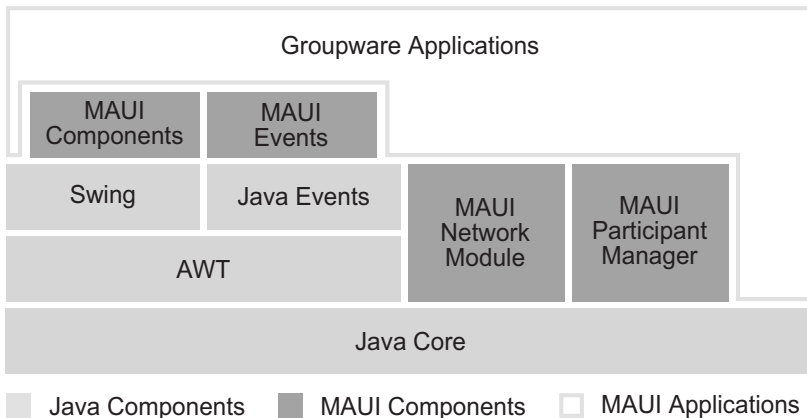 Groupware Applications
MAUI
Components
MAUI
Events
Swing
Java Events
MAUI
Network
Module
MAUI
Participant
Manager
AWT
Java Core
Java Components
MAUI Components
MAUI Applications